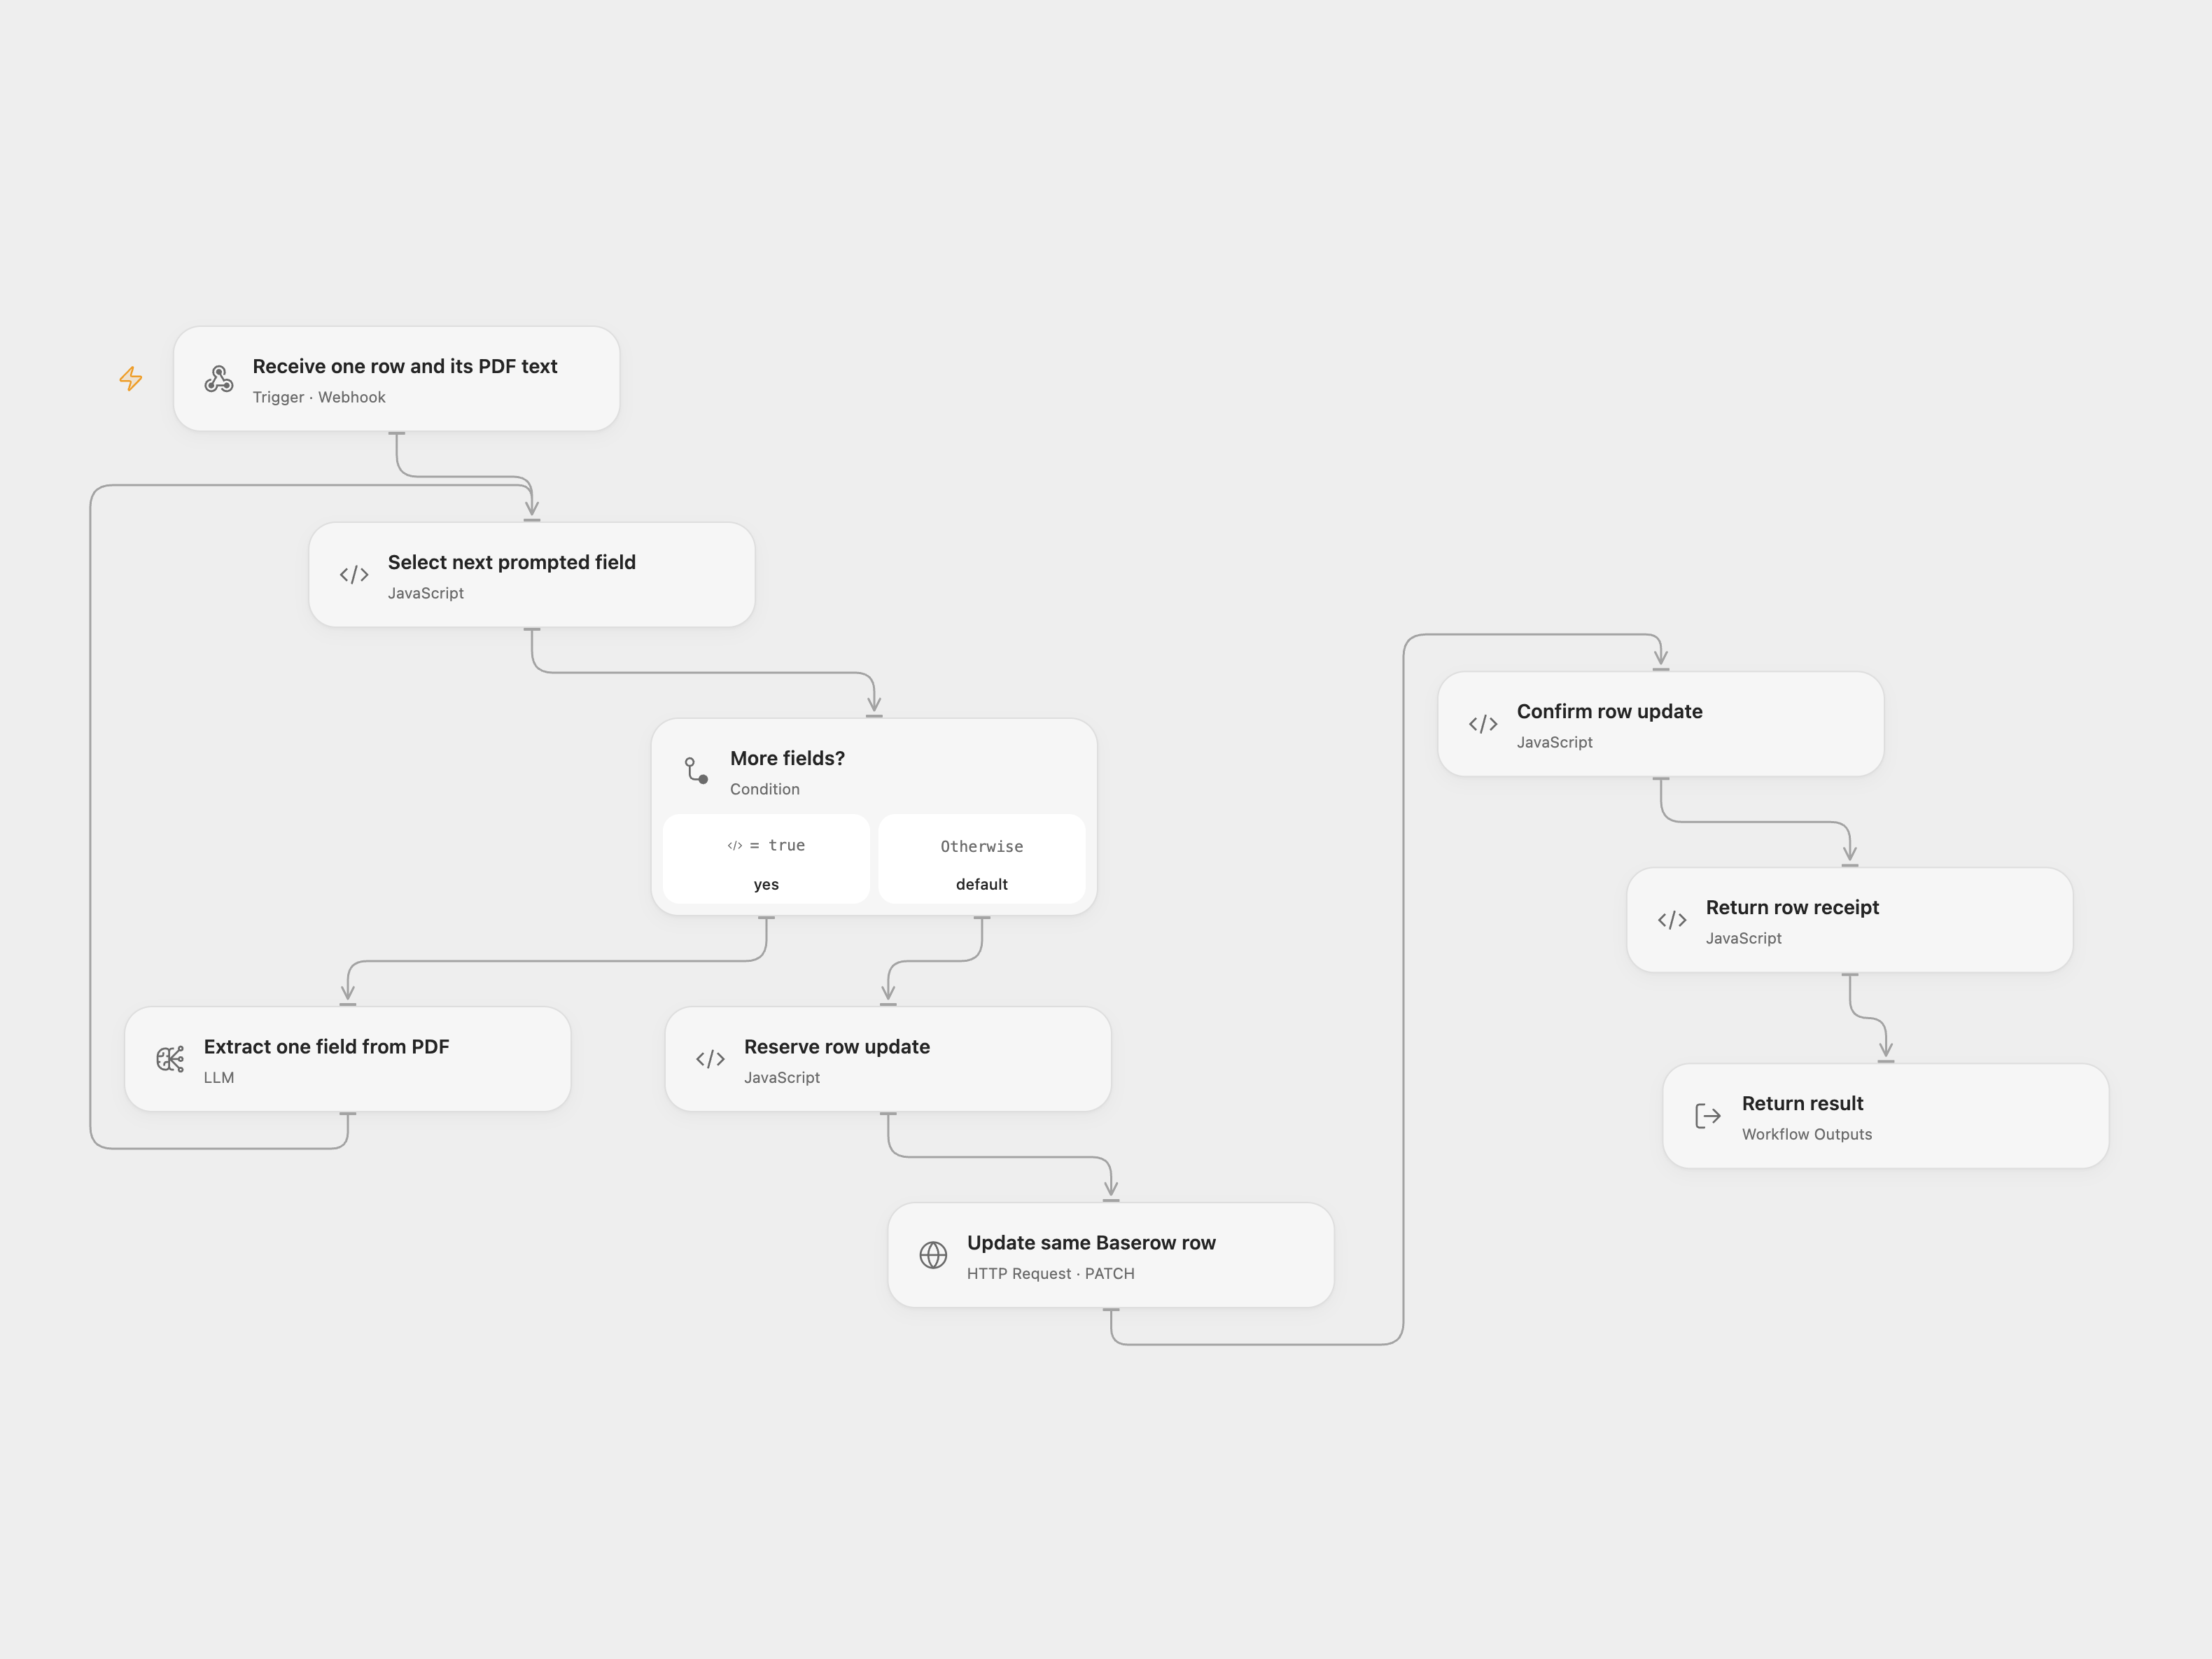 Receive one row and its PDF text
Trigger · Webhook
Select next prompted field
JavaScript
More fields?
Condition
</> = true
yes
Otherwise
default
Extract one field from PDF
LLM
Reserve row update
JavaScript
Update same Baserow row
HTTP Request · PATCH
Confirm row update
JavaScript
Return row receipt
JavaScript
Return result
Workflow Outputs